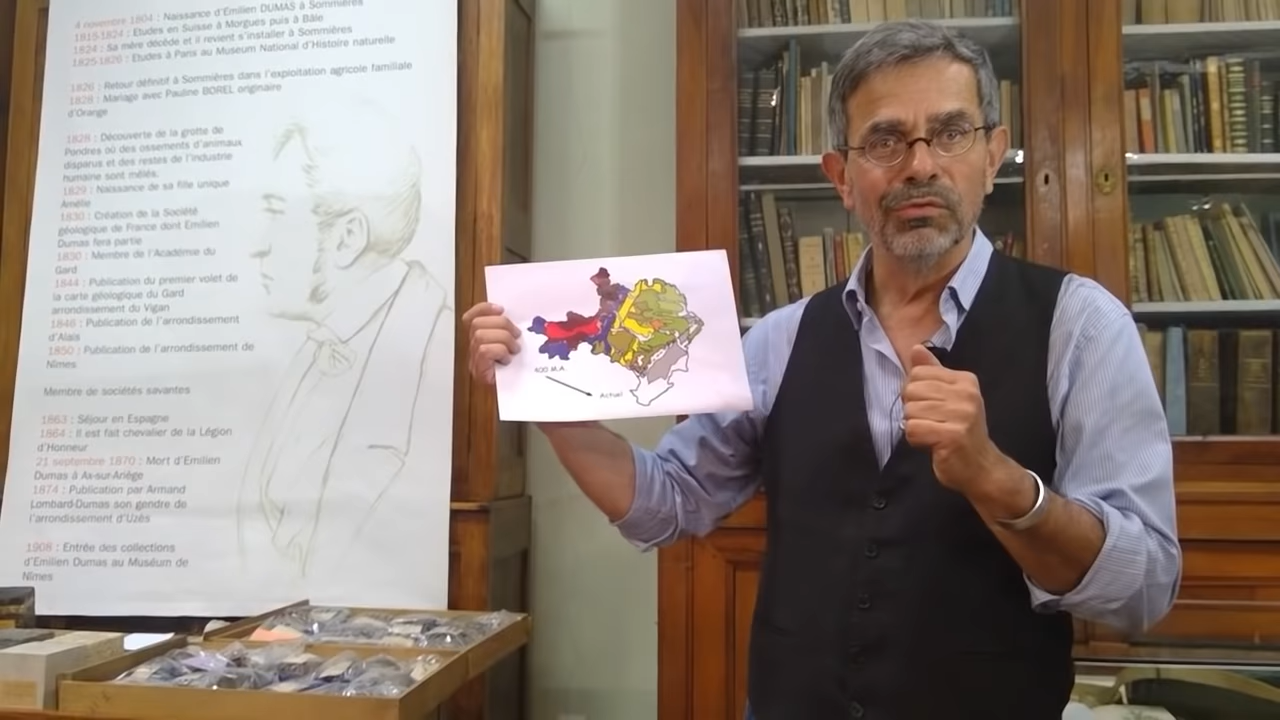 4 novembre 1804 : Naissance d'Emilien DUMAS à Sommières
1815-1824 : Etudes en Suisse à Morgues puis à Bâle
1824 : Sa mère décède et il revient s'installer à Sommières
1825-1826 : Etudes à Paris au Museum National d'Histoire naturelle
1826 : Retour définitif à Sommières dans l'exploitation agricole familiale
1828 : Mariage avec Pauline BOREL originaire
d'Orange
1828 : Découverte de la grotte de
Pondres où des ossements d'animaux
disparus et des restes de l'industrie
humaine sont mêlés.
1829 : Naissance de sa fille unique
Amélie
1830 : Création de la Société
géologique de France dont Emilien
Dumas fera partie
1830 : Membre de l'Académie du
Gard
1844 : Publication du premier volet de
la carte géologique du Gard
arrondissement du Vigan
1846 : Publication de l'arrondissement
d'Alais
1850 : Publication de l'arrondissement de
Nîmes
Membre de sociétés savantes
1863 : Séjour en Espagne
1864 : Il est fait chevalier de la Légion
d'Honneur
21 septembre 1870 : Mort d'Emilien
Dumas à Ax-sur-Ariège
1874 : Publication par Armand
Lombard-Dumas son gendre de
l'arrondissement d'Uzès
1908 : Entrée des collections
d'Emilien Dumas au Muséum de
Nîmes
400 M.A.
Actuel